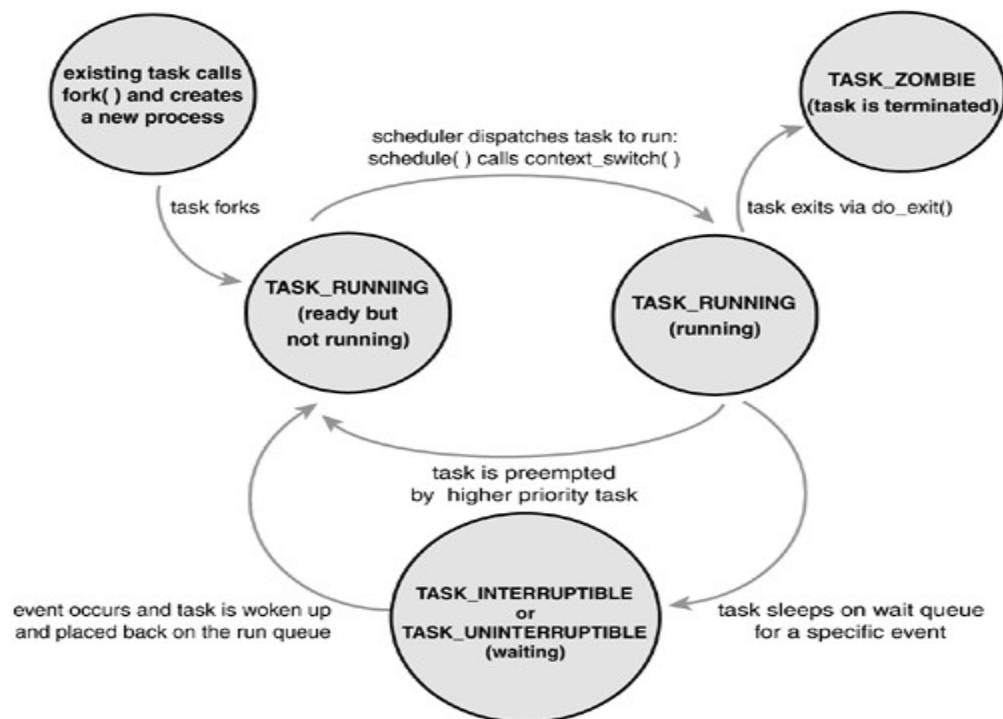 existing task calls
fork( ) and creates
a new process
TASK_ZOMBIE
(task is terminated)
scheduler dispatches task to run:
schedule( ) calls context_switch( )
task forks
task exits via do_exit()
TASK_RUNNING
(ready but
not running)
TASK_RUNNING
(running)
task is preempted
by higher priority task
event occurs and task is woken up
and placed back on the run queue
TASK_INTERRUPTIBLE
or
TASK_UNINTERRUPTIBLE
(waiting)
task sleeps on wait queue
for a specific event